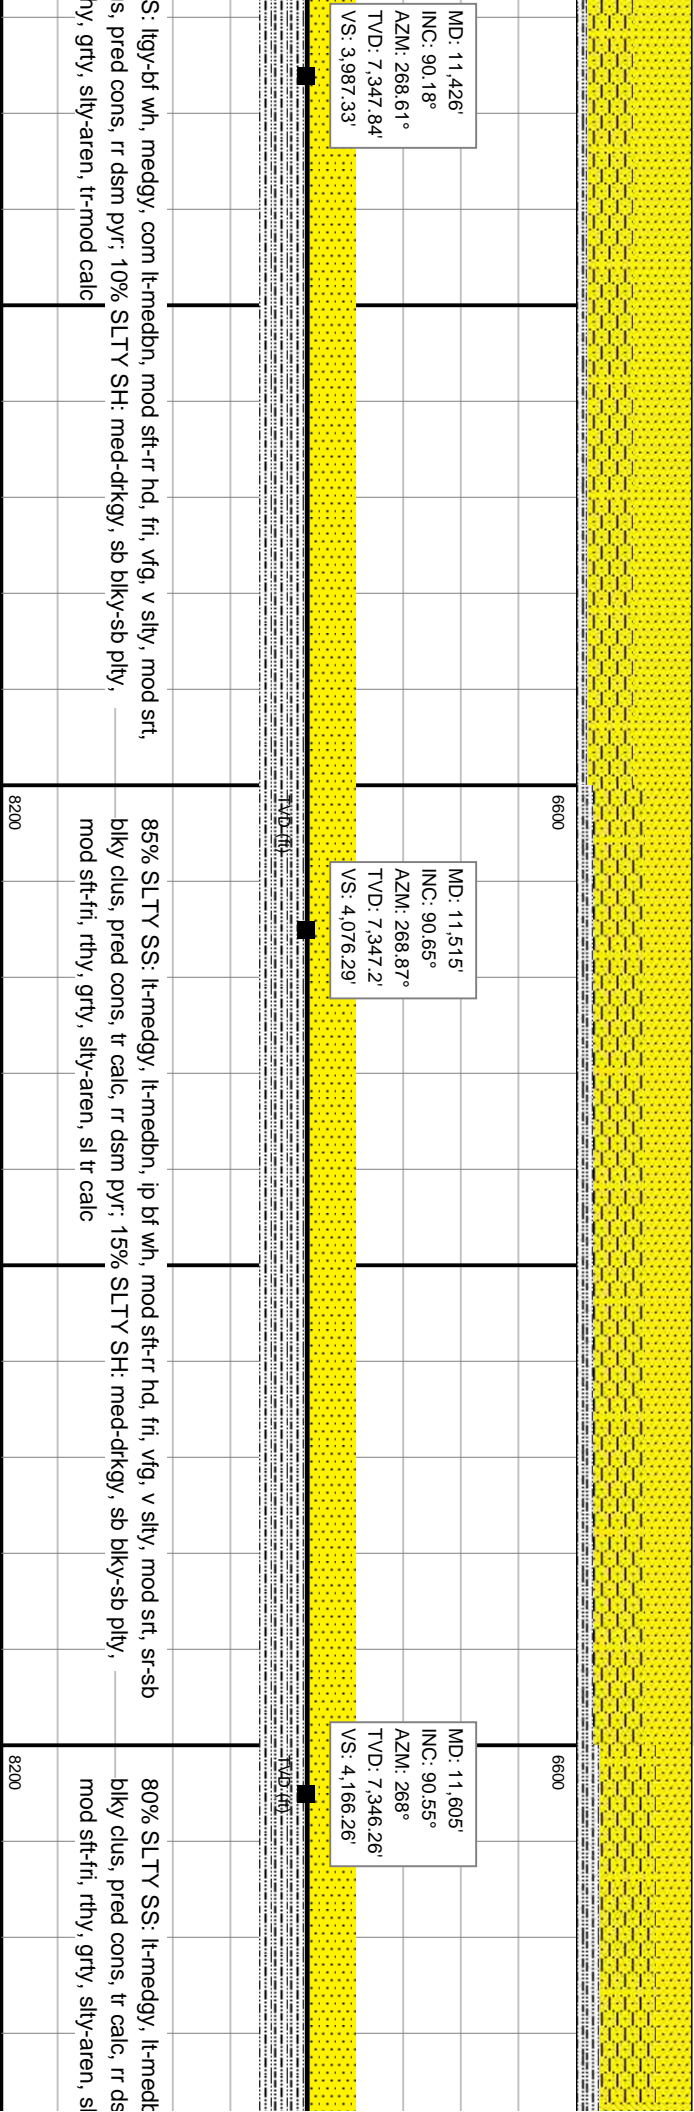 MD: 11,426'
INC: 90.18°
AZM: 268.61°
TVD: 7,347.84'
VS: 3,987.33'
S: ltgy-bf wh, medgy, com lt-medbn, mod sft-rr hd, fri, vfg, v slty, mod srt,
s, pred cons, rr dsm pyr; 10% SLTY SH: med-drkgy, sb blky-sb plty,
hy, grty, slty-aren, tr-mod calc
6600
TVD (ft)
8200
MD: 11,515'
INC: 90.65°
AZM: 268.87°
TVD: 7,347.2'
VS: 4,076.29'
85% SLTY SS: lt-medgy, lt-medbn, ip bf wh, mod sft-rr hd, fri, vfg, v slty, mod srt, sr-sb
blky clus, pred cons, tr calc, rr dsm pyr; 15% SLTY SH: med-drkgy, sb blky-sb plty,
mod sft-fri, rthy, grty, slty-aren, sl tr calc
6600
TVD (ft)
8200
MD: 11,605'
INC: 90.55°
AZM: 268°
TVD: 7,346.26'
VS: 4,166.26'
80% SLTY SS: lt-medgy, lt-medb
blky clus, pred cons, tr calc, rr ds
mod sft-fri, rthy, grty, slty-aren, sl